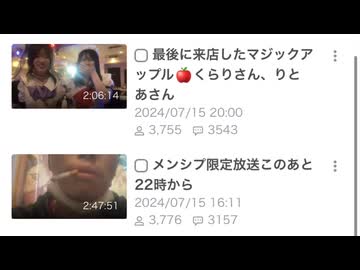 最後に来店したマジックア
ップル🍎くらりさん、りと
あさん
2:06:14
2024/07/15 20:00
3,755 3543
メンシプ限定放送このあと
22時から
2:47:51
2024/07/15 16:11
3,776 3157